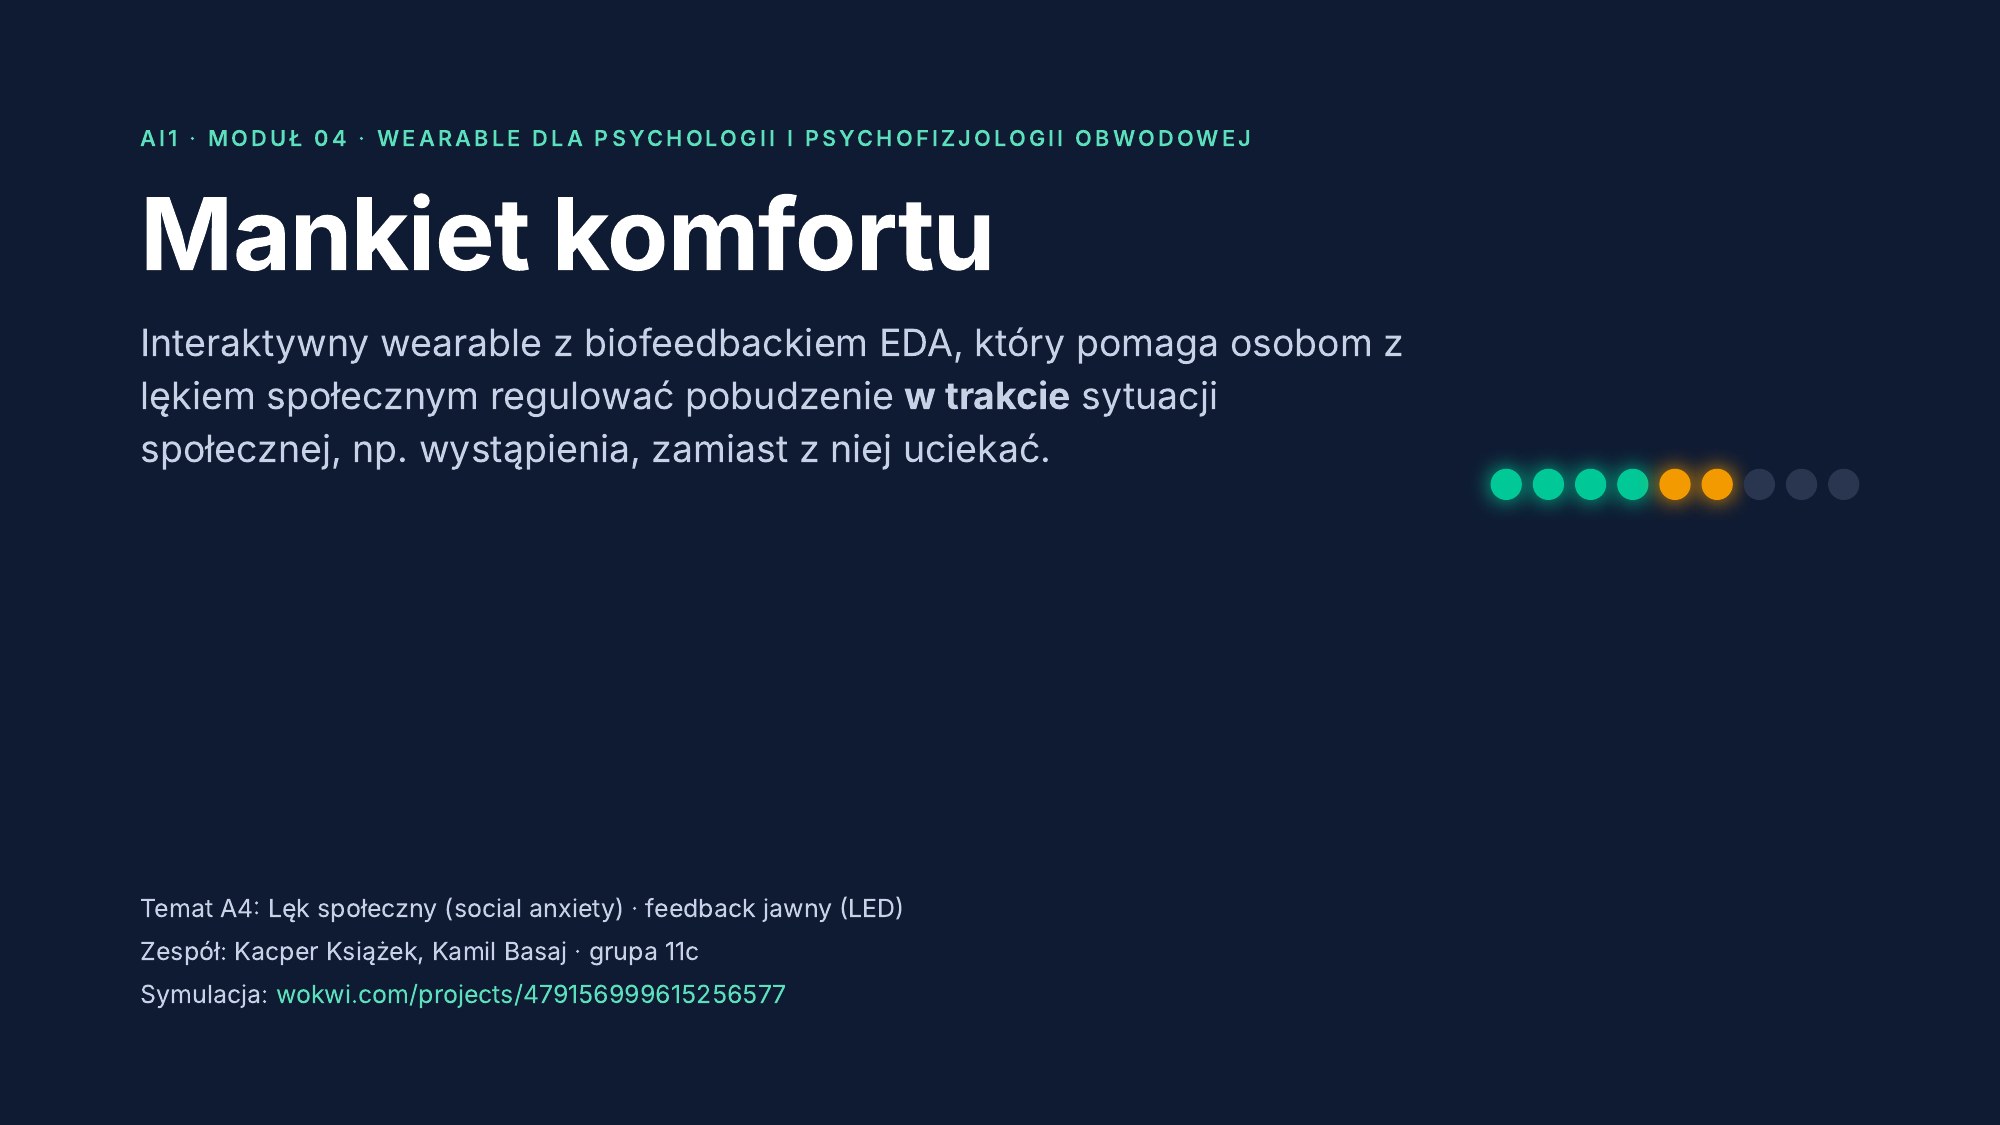 AI1 · MODUŁ 04 · WEARABLE DLA PSYCHOLOGII I PSYCHOFIZJOLOGII OBWODOWEJ
Mankiet komfortu
Interaktywny wearable z biofeedbackiem EDA, który pomaga osobom z
lękiem społecznym regulować pobudzenie w trakcie sytuacji
społecznej, np. wystąpienia, zamiast z niej uciekać.
Temat A4: Lęk społeczny (social anxiety) · feedback jawny (LED)
Zespół: Kacper Książek, Kamil Basaj · grupa 11c
Symulacja: wokwi.com/projects/479156999615256577